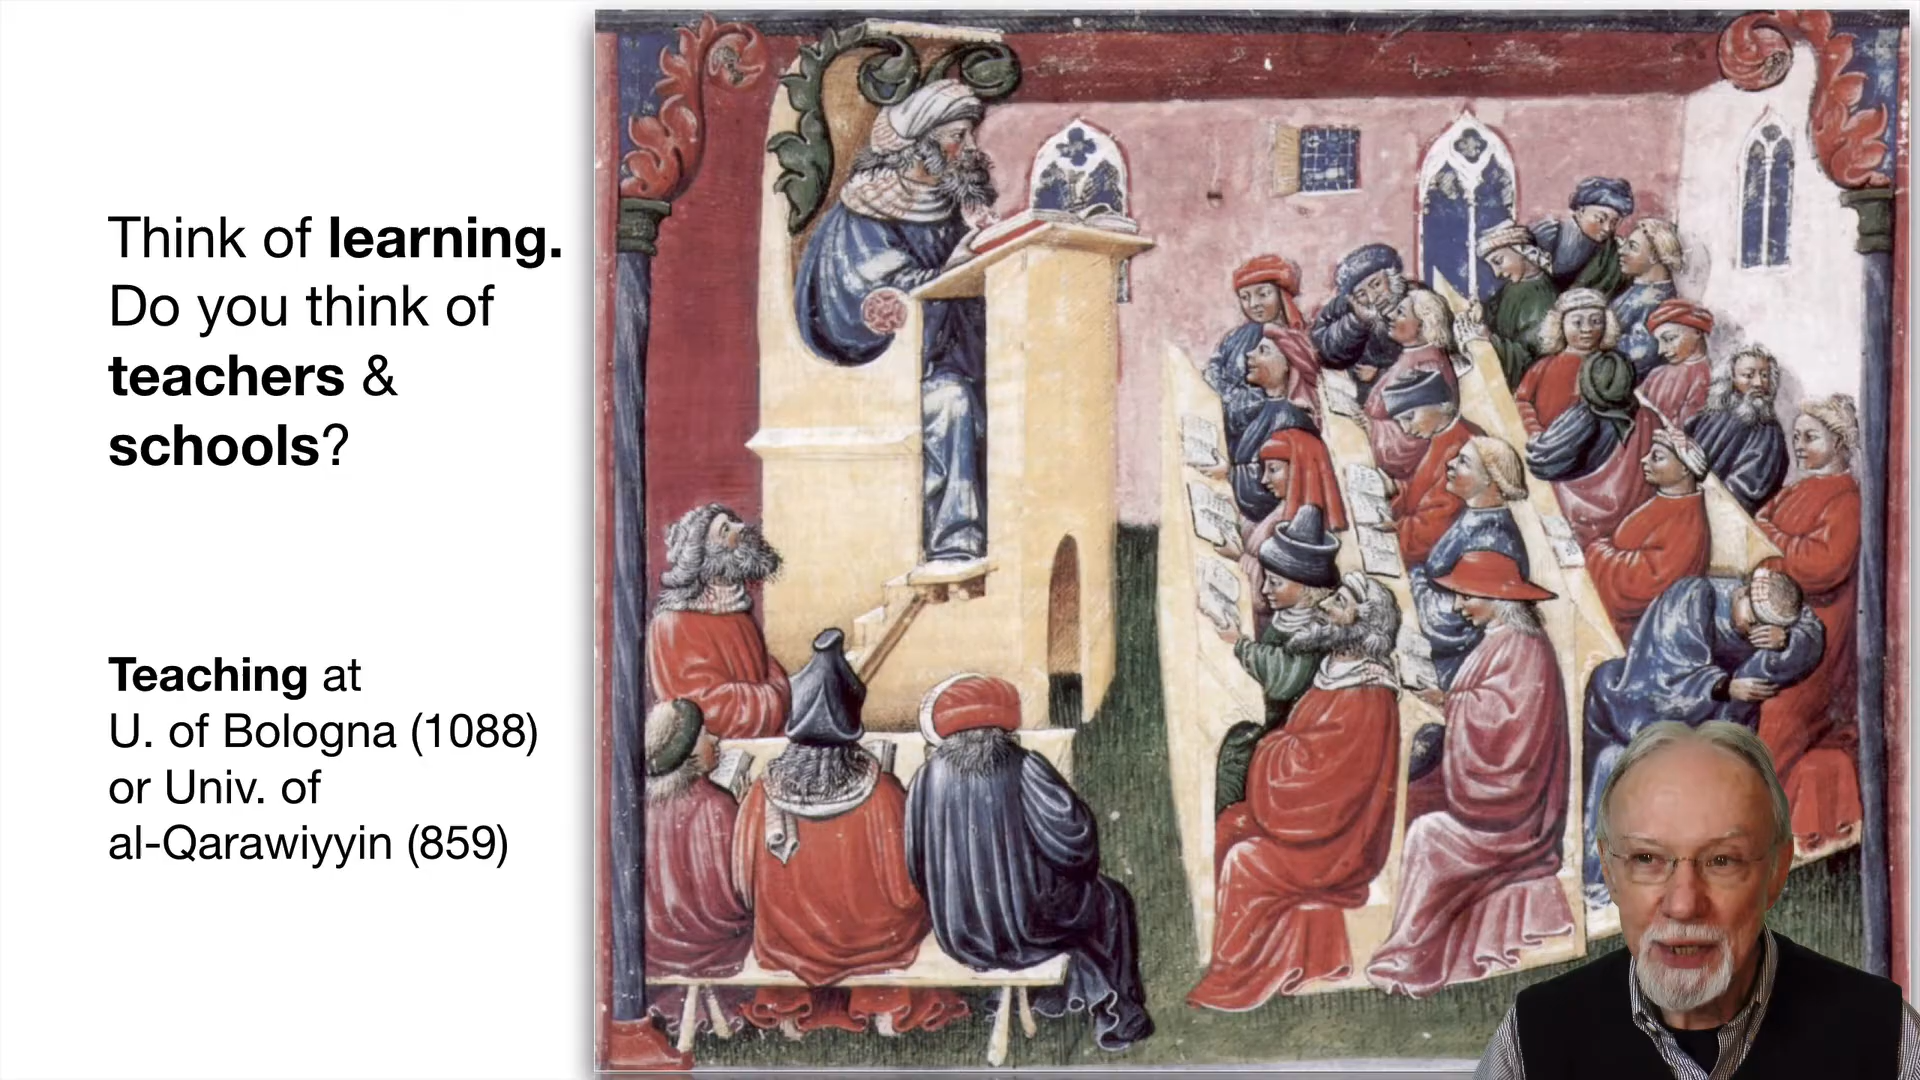 Think of learning.
Do you think of
teachers &
schools?
Teaching at
U. of Bologna (1088)
or Univ. of
al-Qarawiyyin (859)